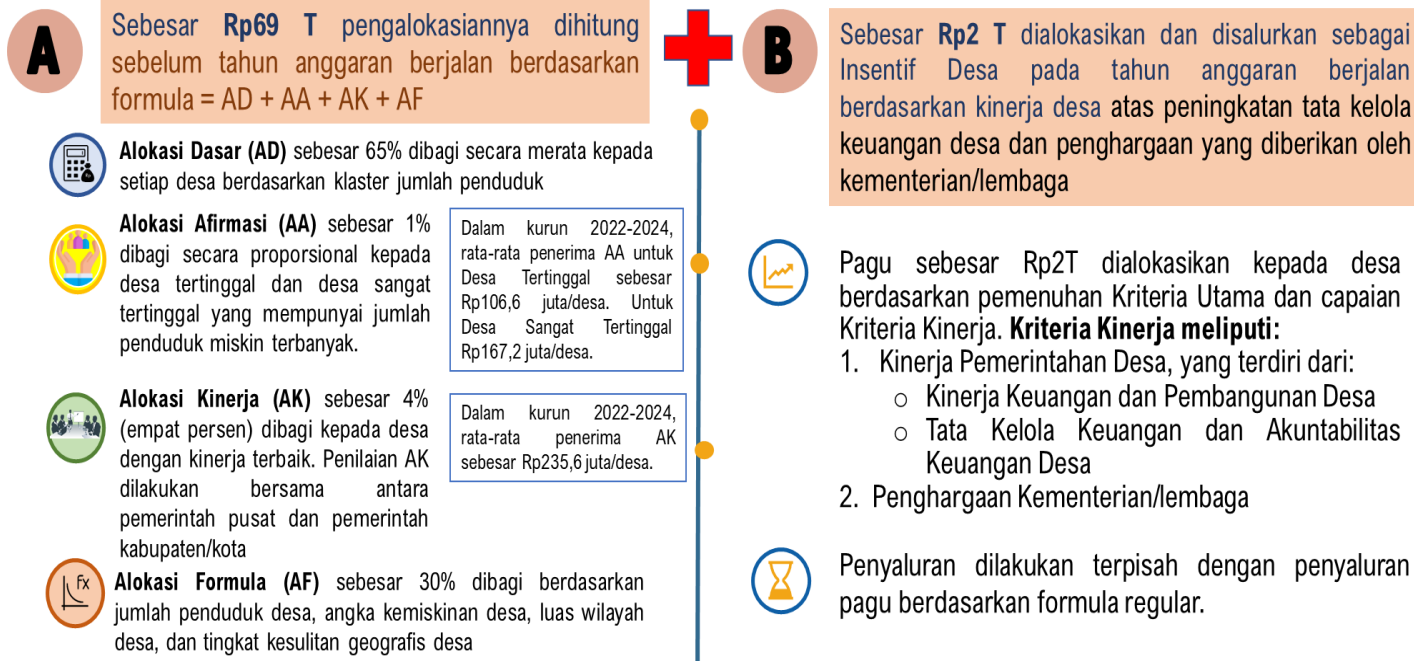 A
Sebesar Rp69 T pengalokasiannya dihitung
sebelum tahun anggaran berjalan berdasarkan
formula = AD + AA + AK + AF
Alokasi Dasar (AD) sebesar 65% dibagi secara merata kepada
setiap desa berdasarkan klaster jumlah penduduk
Alokasi Afirmasi (AA) sebesar 1%
dibagi secara proporsional kepada
desa tertinggal dan desa sangat
tertinggal yang mempunyai jumlah
penduduk miskin terbanyak.
Dalam kurun 2022-2024,
rata-rata penerima AA untuk
Desa Tertinggal sebesar
Rp106,6 juta/desa. Untuk
Desa Sangat Tertinggal
Rp167,2 juta/desa.
Alokasi Kinerja (AK) sebesar 4%
(empat persen) dibagi kepada desa
dengan kinerja terbaik. Penilaian AK
dilakukan bersama antara
pemerintah pusat dan pemerintah
kabupaten/kota
Dalam kurun 2022-2024,
rata-rata penerima AK
sebesar Rp235,6 juta/desa.
Fx
Alokasi Formula (AF) sebesar 30% dibagi berdasarkan
jumlah penduduk desa, angka kemiskinan desa, luas wilayah
desa, dan tingkat kesulitan geografis desa
B
Sebesar Rp2 T dialokasikan dan disalurkan sebagai
Insentif Desa pada tahun anggaran berjalan
berdasarkan kinerja desa atas peningkatan tata kelola
keuangan desa dan penghargaan yang diberikan oleh
kementerian/lembaga
Pagu sebesar Rp2T dialokasikan kepada desa
berdasarkan pemenuhan Kriteria Utama dan capaian
Kriteria Kinerja. Kriteria Kinerja meliputi:
1. Kinerja Pemerintahan Desa, yang terdiri dari:
○ Kinerja Keuangan dan Pembangunan Desa
○ Tata Kelola Keuangan dan Akuntabilitas
Keuangan Desa
2. Penghargaan Kementerian/lembaga
Penyaluran dilakukan terpisah dengan penyaluran
pagu berdasarkan formula regular.